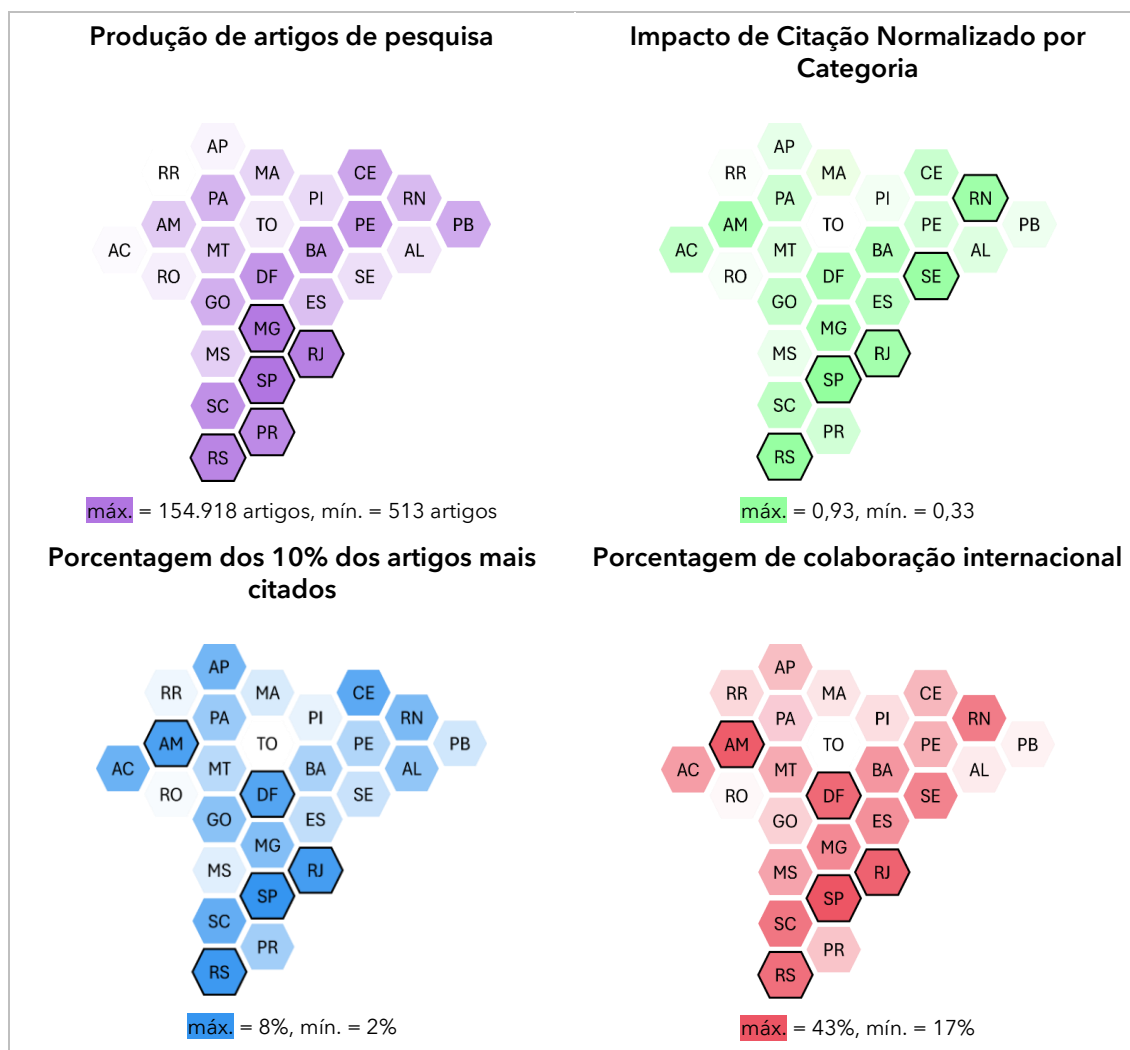 Produção de artigos de pesquisa
AP
RR MA CE
PA PI RN
AM TO PE PB
AC MT BA AL
RO DF SE
GO ES
MG
MS RJ
SP
SC
PR
RS
máx. = 154.918 artigos, mín. = 513 artigos
Impacto de Citação Normalizado por
Categoria
AP
RR MA CE
PA PI RN
AM TO PE PB
AC MT BA AL
RO DF SE
GO ES
MG
MS RJ
SP
SC
PR
RS
máx. = 0,93, mín. = 0,33
Porcentagem dos 10% dos artigos mais
citados
AP
RR MA CE
PA PI RN
AM TO PE PB
AC MT BA AL
RO DF SE
GO ES
MG
MS RJ
SP
SC
PR
RS
máx. = 8%, mín. = 2%
Porcentagem de colaboração internacional
AP
RR MA CE
PA PI RN
AM TO PE PB
AC MT BA AL
RO DF SE
GO ES
MG
MS RJ
SP
SC
PR
RS
máx. = 43%, mín. = 17%